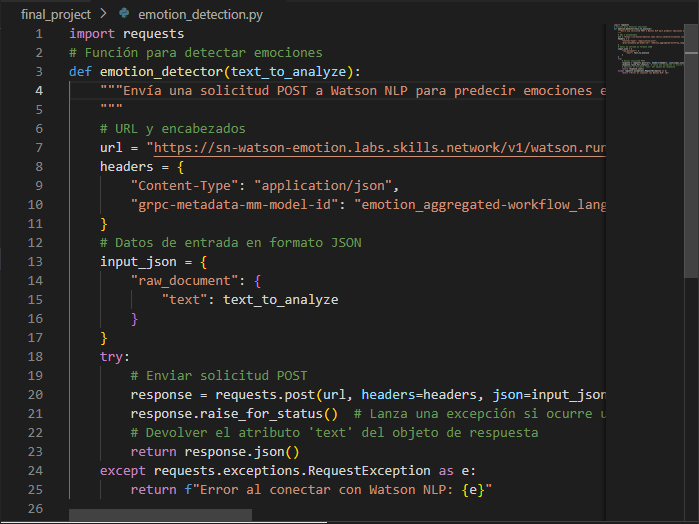 final_project > emotion_detection.py
1 import requests
2 # Función para detectar emociones
3 def emotion_detector(text_to_analyze):
4     """Envía una solicitud POST a Watson NLP para predecir emociones e
5     """
6     # URL y encabezados
7     url = "https://sn-watson-emotion.labs.skills.network/v1/watson.run
8     headers = {
9         "Content-Type": "application/json",
10         "grpc-metadata-mm-model-id": "emotion_aggregated-workflow_lang
11     }
12     # Datos de entrada en formato JSON
13     input_json = {
14         "raw_document": {
15             "text": text_to_analyze
16         }
17     }
18     try:
19         # Enviar solicitud POST
20         response = requests.post(url, headers=headers, json=input_json
21         response.raise_for_status()  # Lanza una excepción si ocurre u
22         # Devolver el atributo 'text' del objeto de respuesta
23         return response.json()
24     except requests.exceptions.RequestException as e:
25         return f"Error al conectar con Watson NLP: {e}"
26